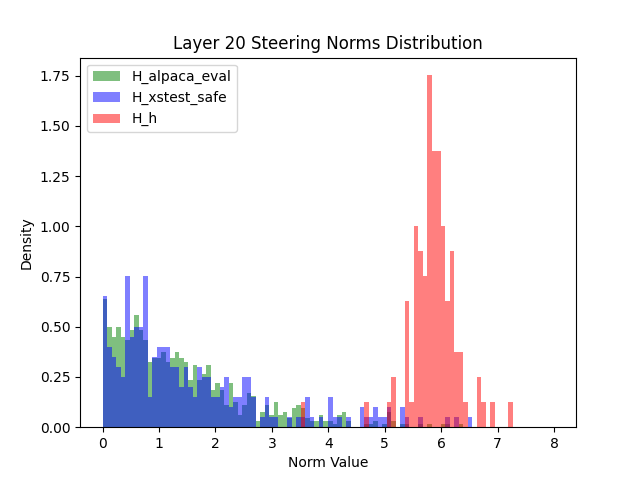 Layer 20 Steering Norms Distribution
H_alpaca_eval
H_xstest_safe
H_h
1.75
1.50
1.25
1.00
0.75
0.50
0.25
0.00
Density
0 1 2 3 4 5 6 7 8
Norm Value